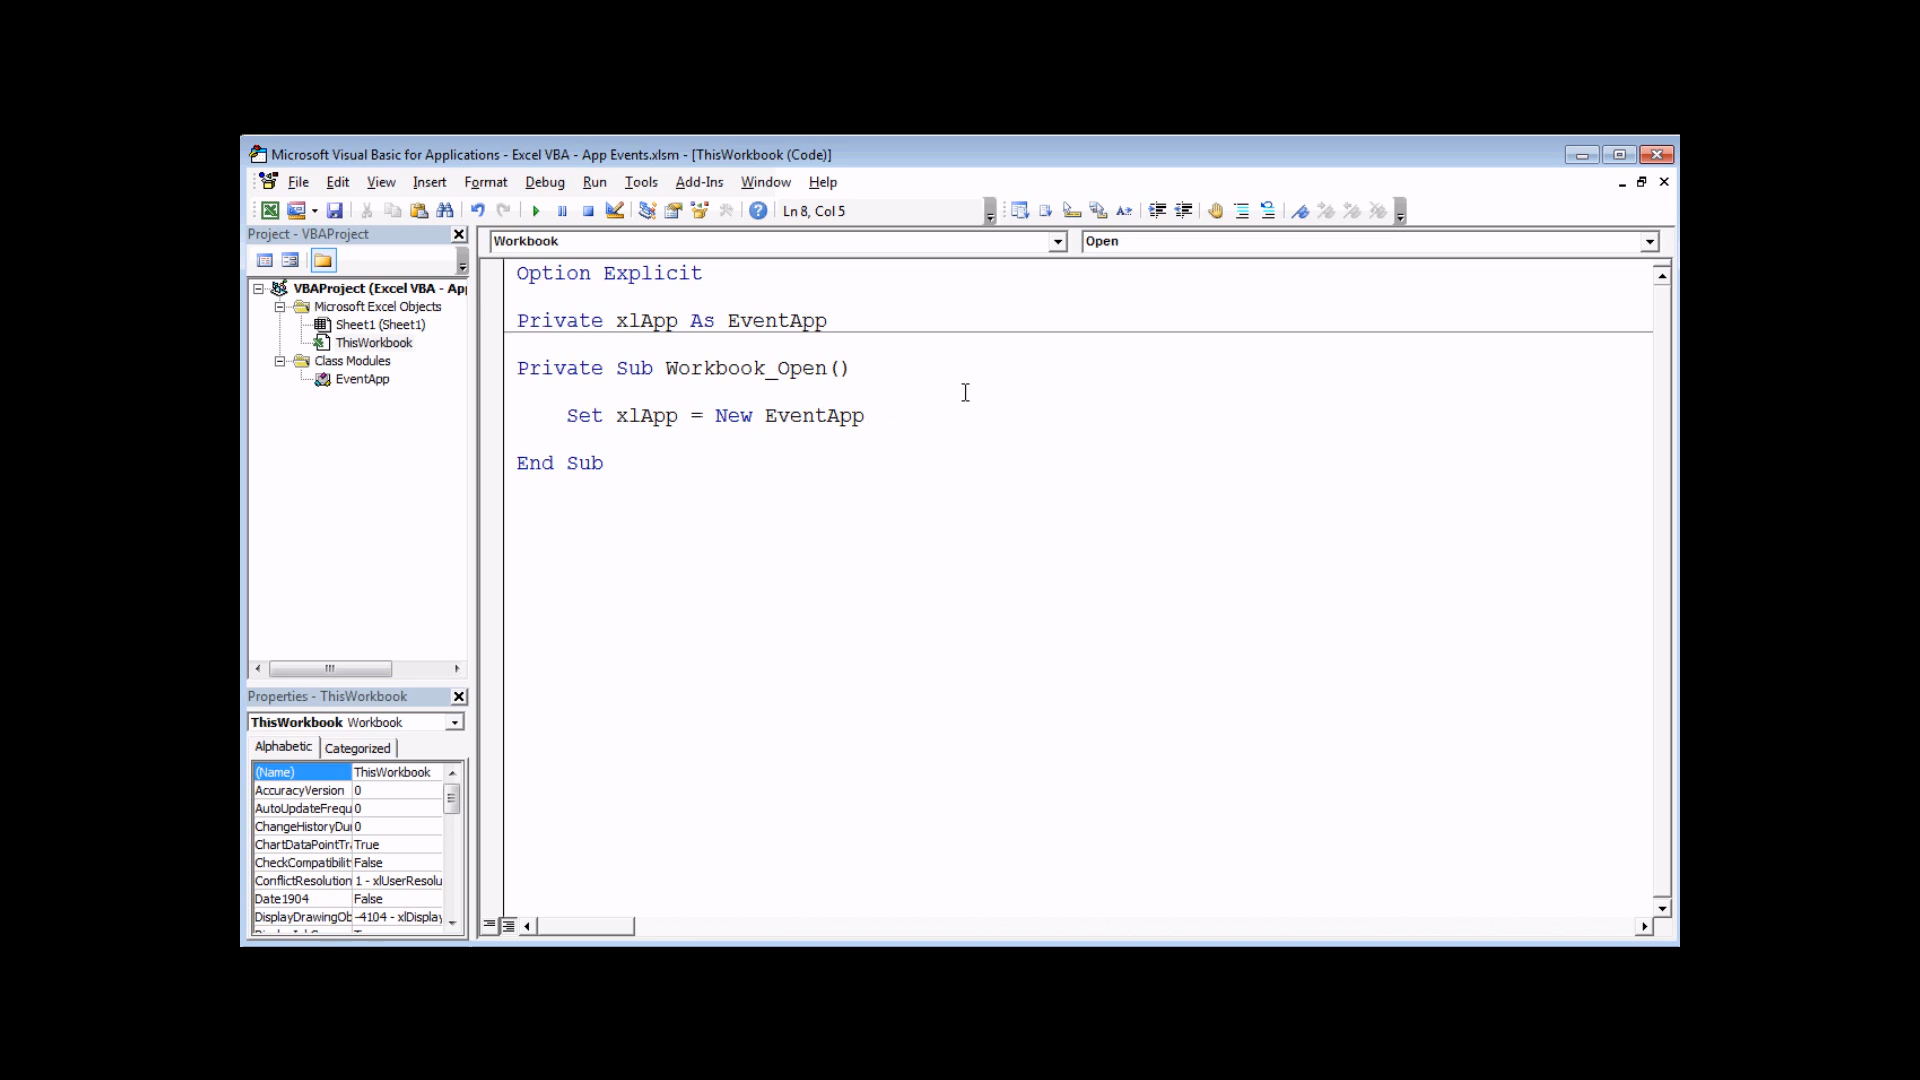 Microsoft Visual Basic for Applications - Excel VBA - App Events.xlsm - [ThisWorkbook (Code)]
File Edit View Insert Format Debug Run Tools Add-Ins Window Help
Ln 8, Col 5
Project - VBAProject
Workbook
Open
VBAProject (Excel VBA - Ap
Microsoft Excel Objects
Sheet1 (Sheet1)
ThisWorkbook
Class Modules
EventApp
Option Explicit
Private xlApp As EventApp
Private Sub Workbook_Open()
Set xlApp = New EventApp
End Sub
Properties - ThisWorkbook
ThisWorkbook Workbook
Alphabetic Categorized
(Name) ThisWorkbook
AccuracyVersion 0
AutoUpdateFrequ 0
ChangeHistoryDu 0
ChartDataPointTr True
CheckCompatibilit False
ConflictResolution 1 - xlUserResolu
Date1904 False
DisplayDrawingOb -4104 - xlDisplay